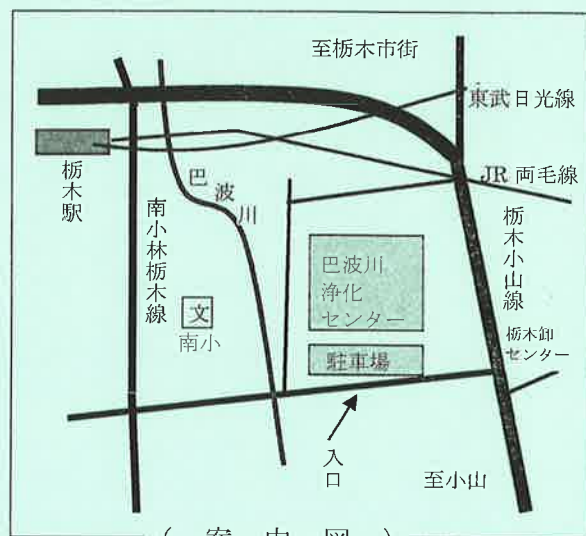 至栃木市街
東武日光線
栃木駅
JR 両毛線
巴波川
南小林栃木線
栃木小山線
巴波川
浄化
センター
文
南小
栃木卸
センター
駐車場
入口
至小山
( 案 内 図 )